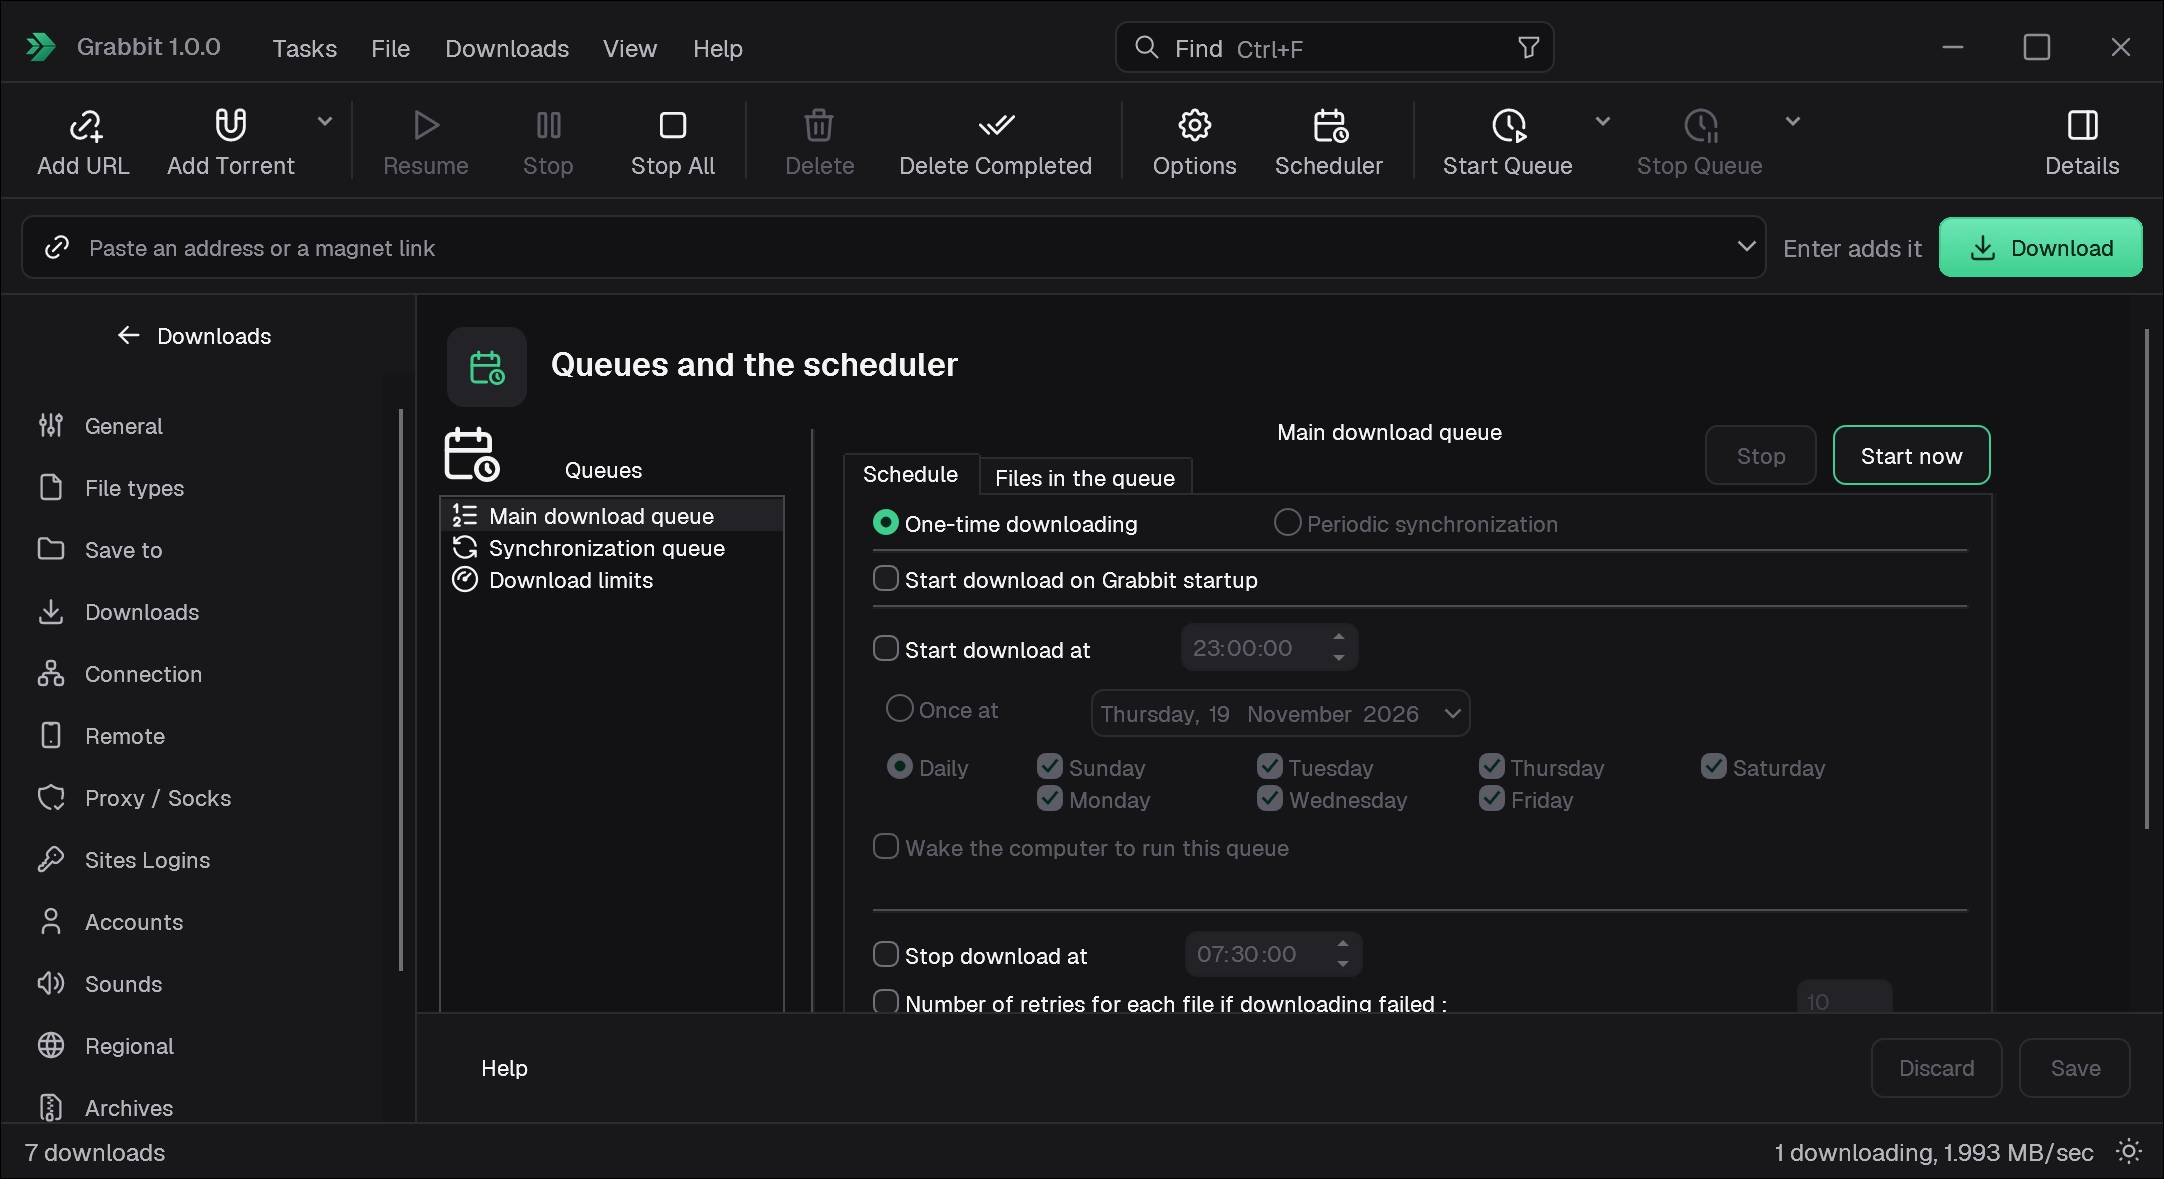 Grabbit 1.0.0 Tasks File Downloads View Help Find Ctrl+F
Add URL Add Torrent Resume Stop Stop All Delete Delete Completed Options Scheduler Start Queue Stop Queue Details
Paste an address or a magnet link Enter adds it Download
Downloads
General
File types
Save to
Downloads
Connection
Remote
Proxy / Socks
Sites Logins
Accounts
Sounds
Regional
Archives
Queues and the scheduler
Queues
Main download queue
Synchronization queue
Download limits
Main download queue
Stop Start now
Schedule Files in the queue
One-time downloading Periodic synchronization
Start download on Grabbit startup
Start download at 23:00:00
Once at Thursday, 19 November 2026
Daily Sunday Tuesday Thursday Saturday
Monday Wednesday Friday
Wake the computer to run this queue
Stop download at 07:30:00
Number of retries for each file if downloading failed : 10
Help Discard Save
7 downloads 1 downloading, 1.993 MB/sec